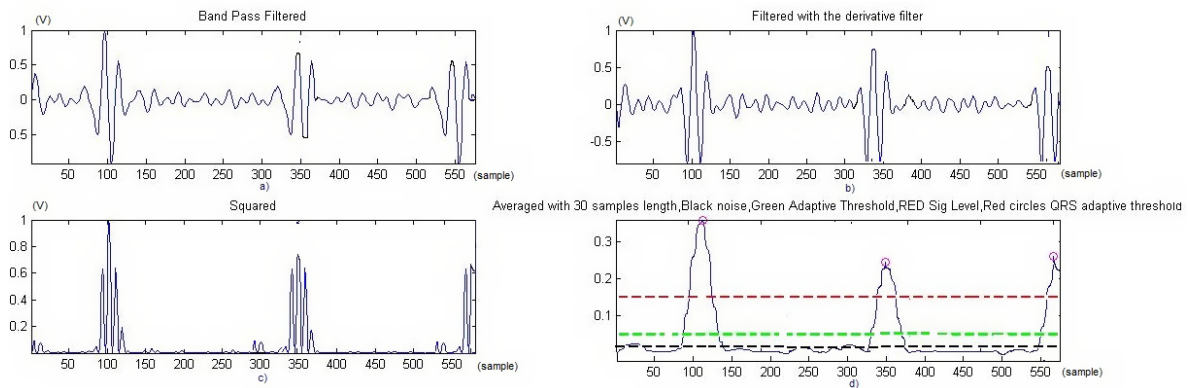 Band Pass Filtered
(V)
1
0.5
0
0.5
50 100 150 200 250 300 350 400 450 500 550 (sample)
a)
Filtered with the derivative filter
(V)
1
0.5
0
-0.5
50 100 150 200 250 300 350 400 450 500 550 (sample)
b)
Squared
(V)
1
0.8
0.6
0.4
0.2
50 100 150 200 250 300 350 400 450 500 550 (sample)
c)
Averaged with 30 samples length,Black noise,Green Adaptive Threshold,RED Sig Level,Red circles QRS adaptive threshold
0.3
0.2
0.1
50 100 150 200 250 300 350 400 450 500 550 (sample)
d)